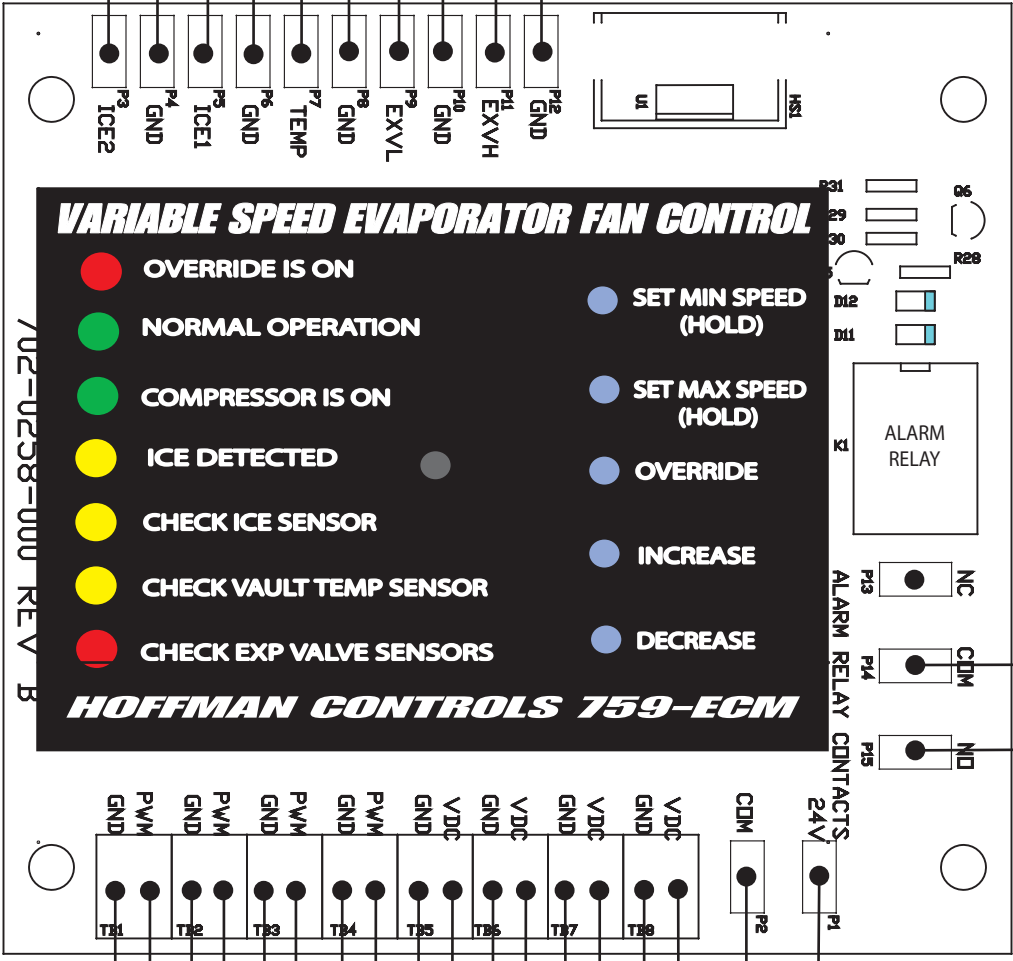 P3 P4 P5 P6 P7 P8 P9 P10 P11 P12
ICE2 GND ICE1 GND TEMP GND EXVL GND EXVH GND
U1
HS1
R31
29
30
Q6
R28
D12
D11
VARIABLE SPEED EVAPORATOR FAN CONTROL
OVERRIDE IS ON
NORMAL OPERATION
COMPRESSOR IS ON
ICE DETECTED
CHECK ICE SENSOR
CHECK VAULT TEMP SENSOR
CHECK EXP VALVE SENSORS
SET MIN SPEED
(HOLD)
SET MAX SPEED
(HOLD)
OVERRIDE
INCREASE
DECREASE
HOFFMAN CONTROLS 759-ECM
702-0258-000 REV B
K1
ALARM
RELAY
P13 NC
P14 COM
P15 NO
ALARM RELAY CONTACTS
GND PWM GND PWM GND PWM GND PWM GND VDC GND VDC GND VDC GND VDC COM 24V
TB1 TB2 TB3 TB4 TB5 TB6 TB7 TB8 P2 P1